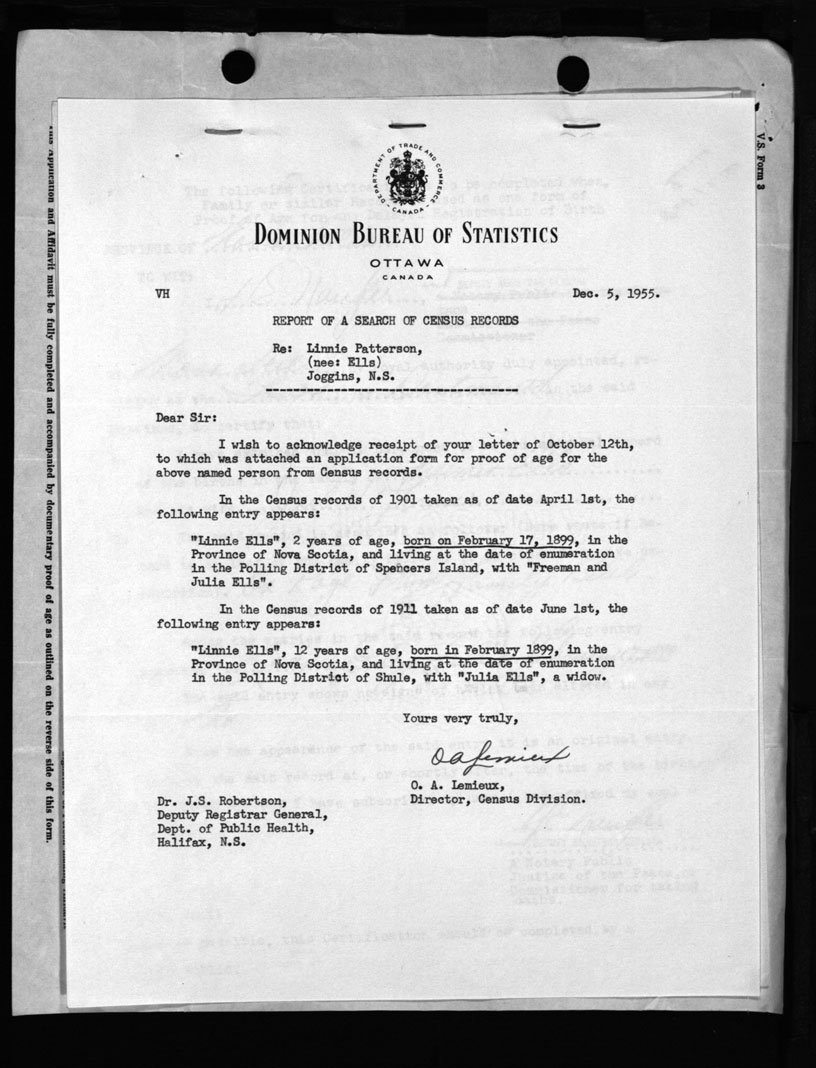 DEPARTMENT OF TRADE AND COMMERCE
- CANADA -
DOMINION BUREAU OF STATISTICS
OTTAWA
CANADA
VH Dec. 5, 1955.
REPORT OF A SEARCH OF CENSUS RECORDS
Re: Linnie Patterson,
(nee: Ells)
Joggins, N.S.
Dear Sir:
I wish to acknowledge receipt of your letter of October 12th,
to which was attached an application form for proof of age for the
above named person from Census records.
In the Census records of 1901 taken as of date April 1st, the
following entry appears:
"Linnie Ells", 2 years of age, born on February 17, 1899, in the
Province of Nova Scotia, and living at the date of enumeration
in the Polling District of Spencers Island, with "Freeman and
Julia Ells".
In the Census records of 1911 taken as of date June 1st, the
following entry appears:
"Linnie Ells", 12 years of age, born in February 1899, in the
Province of Nova Scotia, and living at the date of enumeration
in the Polling District of Shule, with "Julia Ells", a widow.
Yours very truly,
O A Lemieux
O. A. Lemieux,
Director, Census Division.
Dr. J.S. Robertson,
Deputy Registrar General,
Dept. of Public Health,
Halifax, N.S.
This Application and Affidavit must be fully completed and accompanied by documentary proof of age as outlined on the reverse side of this form.
V.S. Form 3